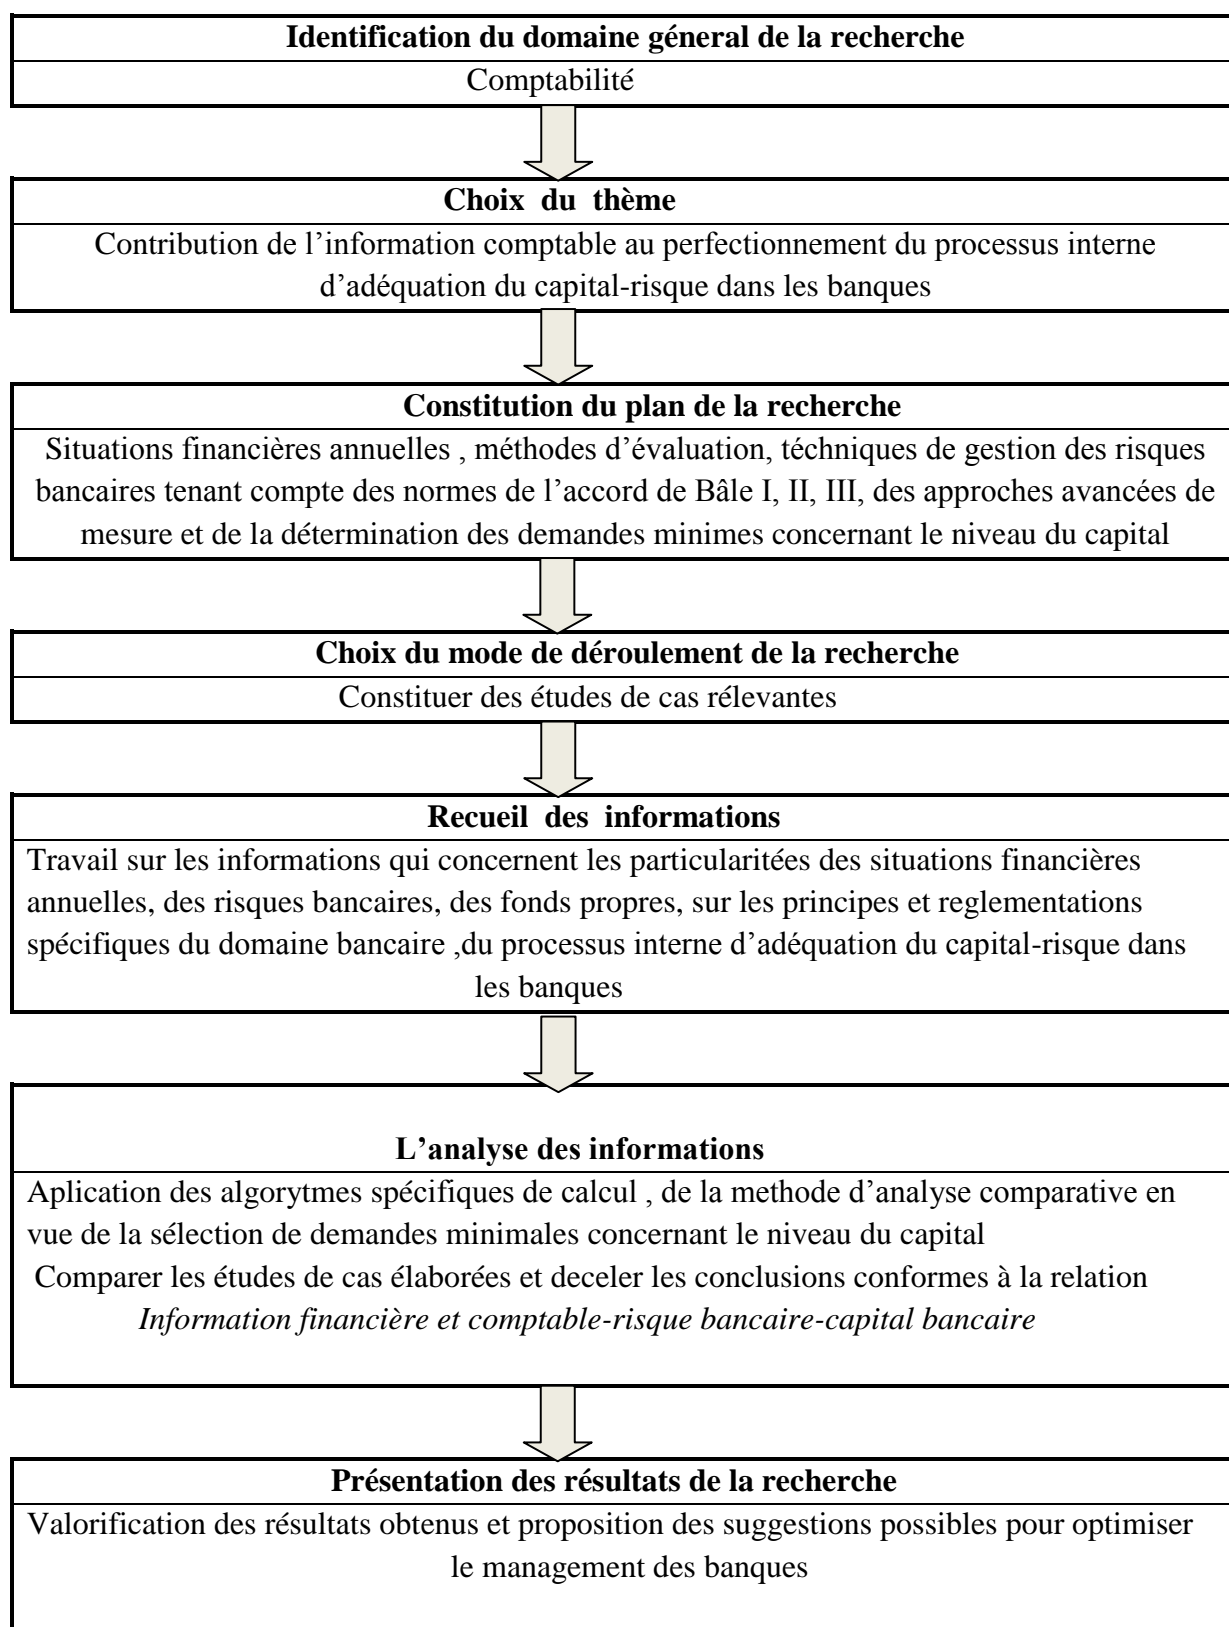 Identification du domaine géneral de la recherche
Comptabilité
Choix du thème
Contribution de l’information comptable au perfectionnement du processus interne
d’adéquation du capital-risque dans les banques
Constitution du plan de la recherche
Situations financières annuelles , méthodes d’évaluation, téchniques de gestion des risques
bancaires tenant compte des normes de l’accord de Bâle I, II, III, des approches avancées de
mesure et de la détermination des demandes minimes concernant le niveau du capital
Choix du mode de déroulement de la recherche
Constituer des études de cas rélevantes
Recueil des informations
Travail sur les informations qui concernent les particularitées des situations financières
annuelles, des risques bancaires, des fonds propres, sur les principes et reglementations
spécifiques du domaine bancaire ,du processus interne d’adéquation du capital-risque dans
les banques
L’analyse des informations
Aplication des algorytmes spécifiques de calcul , de la methode d’analyse comparative en
vue de la sélection de demandes minimales concernant le niveau du capital
Comparer les études de cas élaborées et deceler les conclusions conformes à la relation
Information financière et comptable-risque bancaire-capital bancaire
Présentation des résultats de la recherche
Valorification des résultats obtenus et proposition des suggestions possibles pour optimiser
le management des banques